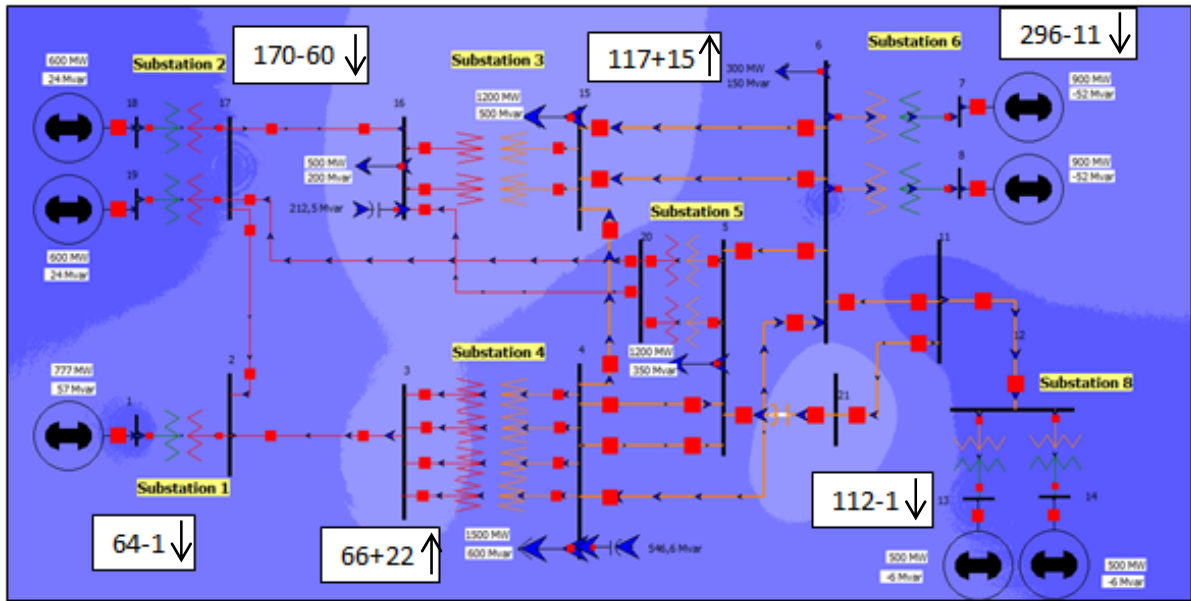 170-60
117+15
296-11
600 MW
24 Mvar
Substation 2
Substation 3
Substation 6
6
7
900 MW
-52 Mvar
300 MW
150 Mvar
18
17
16
1200 MW
500 Mvar
15
19
500 MW
200 Mvar
8
900 MW
-52 Mvar
212,5 Mvar
Substation 5
20
5
11
600 MW
24 Mvar
12
2
Substation 4
4
3
1200 MW
350 Mvar
Substation 8
777 MW
57 Mvar
1
21
Substation 1
112-1
13
14
64-1
66+22
1500 MW
600 Mvar
546,6 Mvar
500 MW
-6 Mvar
500 MW
-6 Mvar